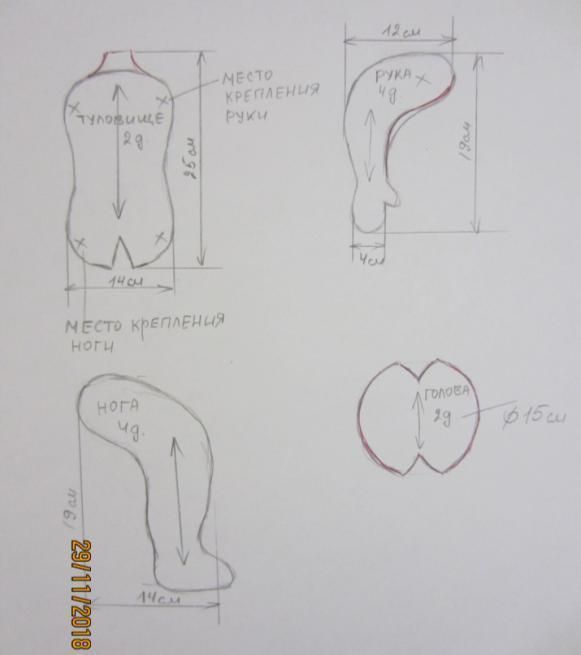 12см
МЕСТО
КРЕПЛЕНИЯ
РУКИ
ТУЛОВИЩЕ
2д.
25см
РУКА
4д.
19см
14см
4см
МЕСТО КРЕПЛЕНИЯ
НОГИ
НОГА
4д.
ГОЛОВА
2д.
Ø15см
19см
14см
29/11/2018